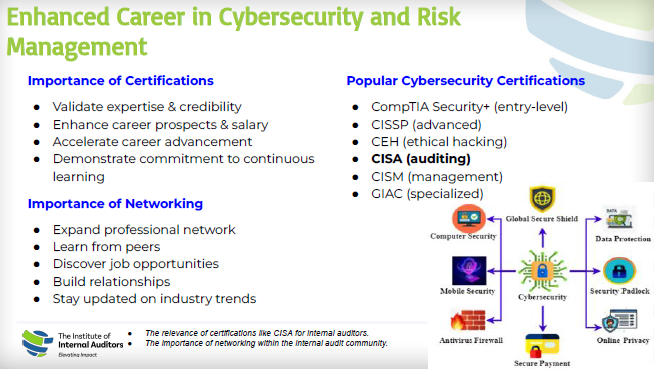 Enhanced Career in Cybersecurity and Risk
Management
Importance of Certifications
● Validate expertise & credibility
● Enhance career prospects & salary
● Accelerate career advancement
● Demonstrate commitment to continuous
learning
Importance of Networking
● Expand professional network
● Learn from peers
● Discover job opportunities
● Build relationships
● Stay updated on industry trends
Popular Cybersecurity Certifications
● CompTIA Security+ (entry-level)
● CISSP (advanced)
● CEH (ethical hacking)
● CISA (auditing)
● CISM (management)
● GIAC (specialized)
Global Secure Shield
Computer Security
DATA
Data Protection
Mobile Security
Cybersecurity
Security Padlock
Antivirus Firewall
Online Privacy
Secure Payment
The Institute of
Internal Auditors
Elevating Impact
● The relevance of certifications like CISA for internal auditors.
● The importance of networking within the internal audit community.